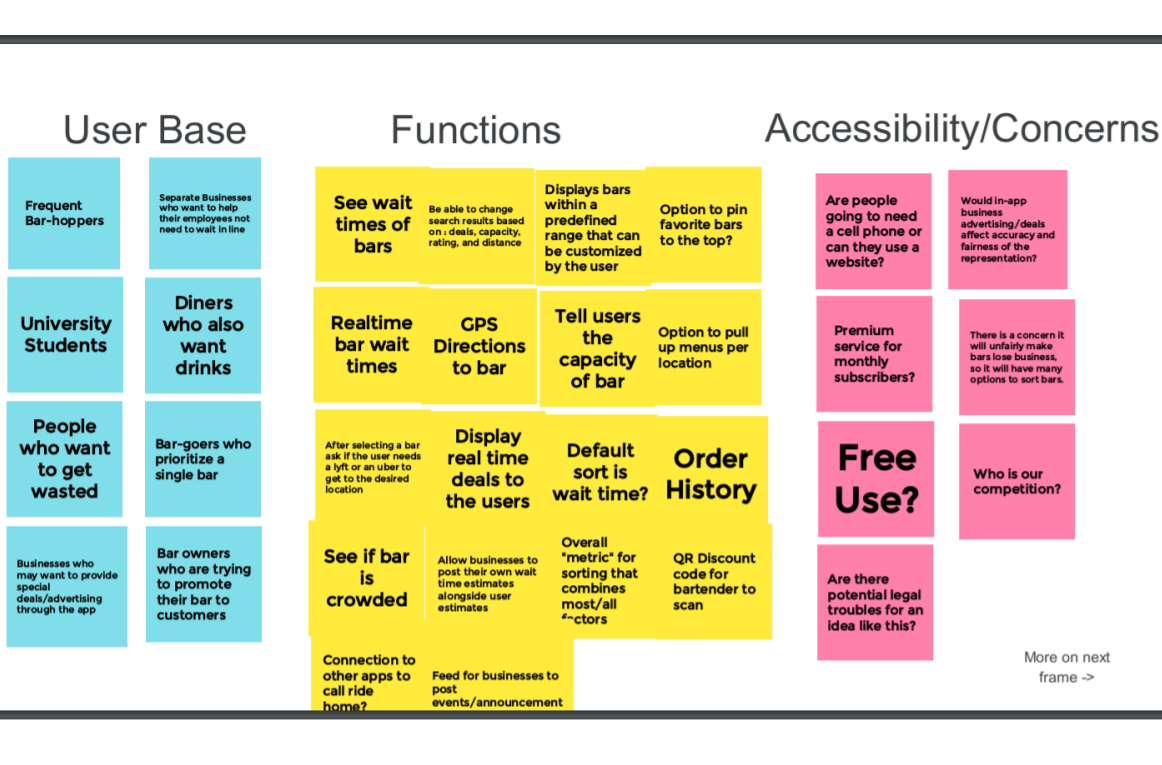 User Base
Frequent
Bar-hoppers
Separate Businesses
who want to help
their employees not
need to wait in line
University
Students
Diners
who also
want
drinks
People
who want
to get
wasted
Bar-goers who
prioritize a
single bar
Businesses who
may want to provide
special
deals/advertising
through the app
Bar owners
who are trying
to promote
their bar to
customers
Functions
See wait
times of
bars
Be able to change
search results based
on : deals, capacity,
rating, and distance
Displays bars
within a
predefined
range that can
be customized
by the user
Option to pin
favorite bars
to the top?
Realtime
bar wait
times
GPS
Directions
to bar
Tell users
the
capacity
of bar
Option to pull
up menus per
location
After selecting a bar
ask if the user needs
a lyft or an uber to
get to the desired
location
Display
real time
deals to
the users
Default
sort is
wait time?
Order
History
See if bar
is
crowded
Allow businesses to
post their own wait
time estimates
alongside user
estimates
Overall
"metric" for
sorting that
combines
most/all
factors
QR Discount
code for
bartender to
scan
Connection to
other apps to
call ride
home?
Feed for businesses to
post
events/announcement
Accessibility/Concerns
Are people
going to need
a cell phone or
can they use a
website?
Would in-app
business
advertising/deals
affect accuracy and
fairness of the
representation?
Premium
service for
monthly
subscribers?
There is a concern it
will unfairly make
bars lose business,
so it will have many
options to sort bars.
Free
Use?
Who is our
competition?
Are there
potential legal
troubles for an
idea like this?
More on next
frame ->